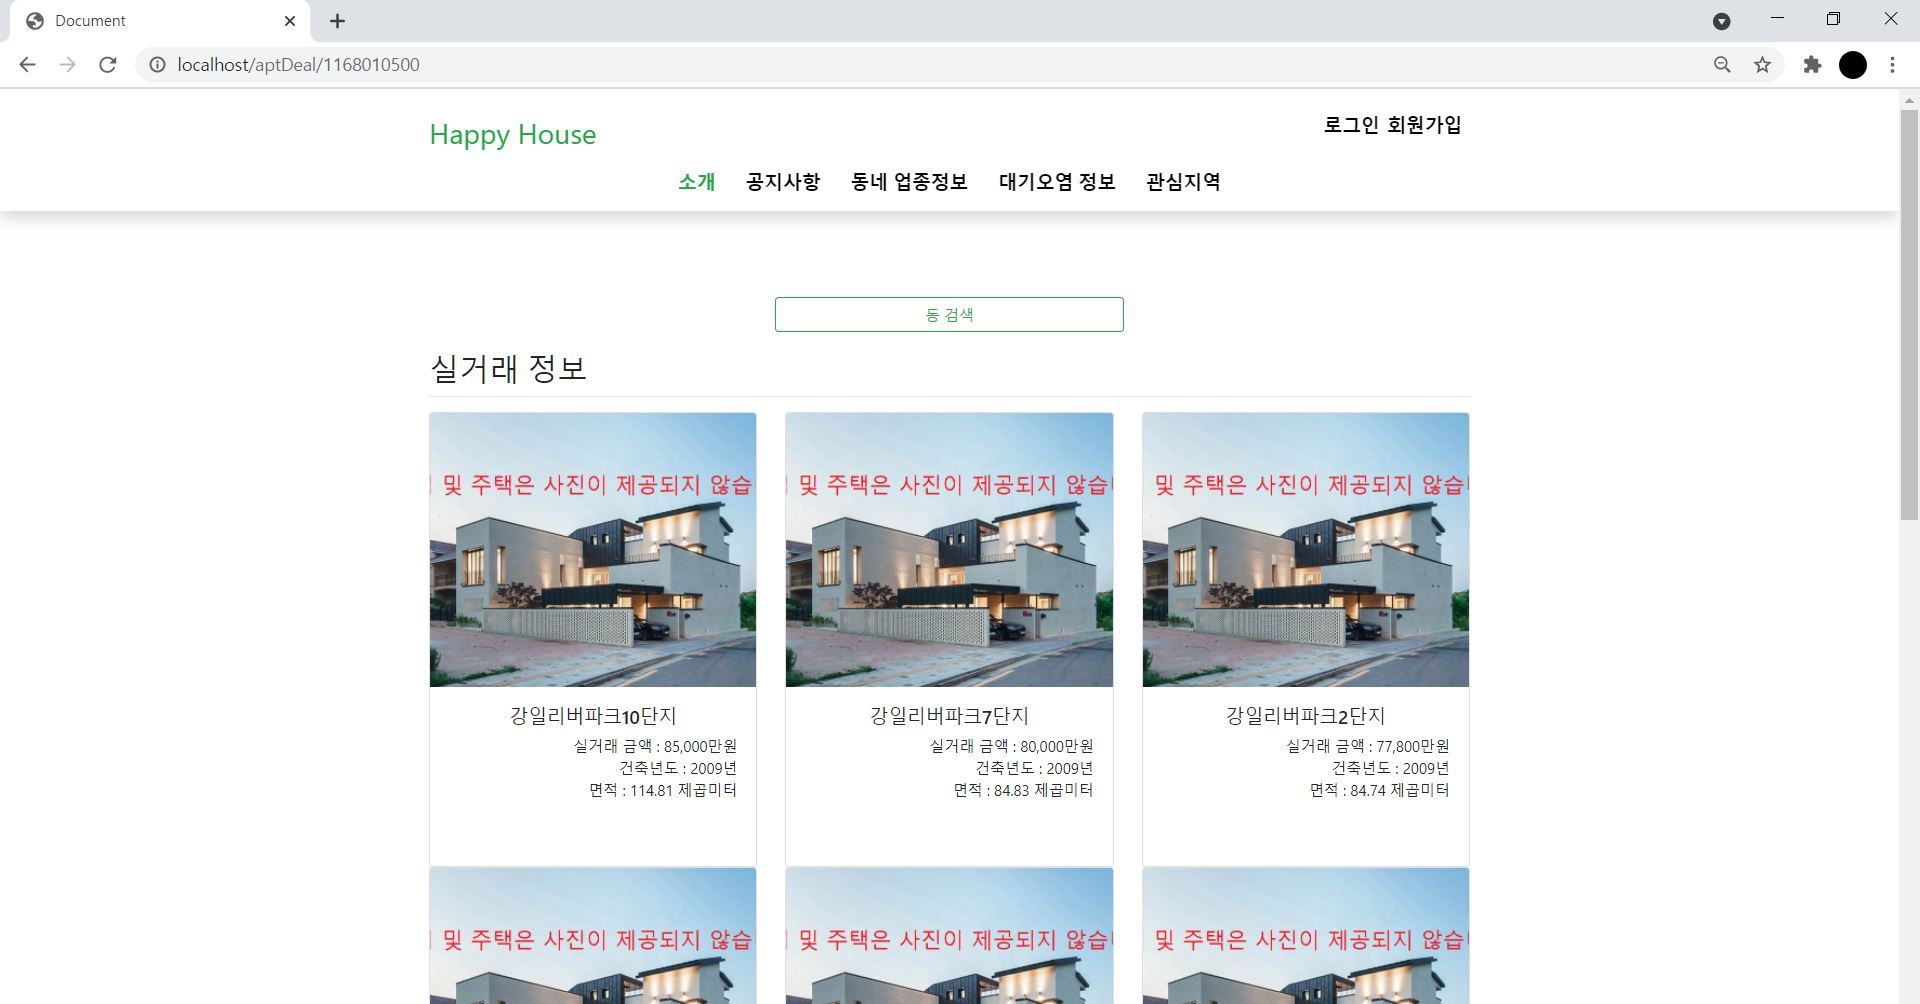 Document
localhost/aptDeal/1168010500
Happy House
로그인 회원가입
소개 공지사항 동네 업종정보 대기오염 정보 관심지역
동 검색
실거래 정보
및 주택은 사진이 제공되지 않습
및 주택은 사진이 제공되지 않습
및 주택은 사진이 제공되지 않습
강일리버파크10단지
실거래 금액 : 85,000만원
건축년도 : 2009년
면적 : 114.81 제곱미터
강일리버파크7단지
실거래 금액 : 80,000만원
건축년도 : 2009년
면적 : 84.83 제곱미터
강일리버파크2단지
실거래 금액 : 77,800만원
건축년도 : 2009년
면적 : 84.74 제곱미터
및 주택은 사진이 제공되지 않습
및 주택은 사진이 제공되지 않습
및 주택은 사진이 제공되지 않습